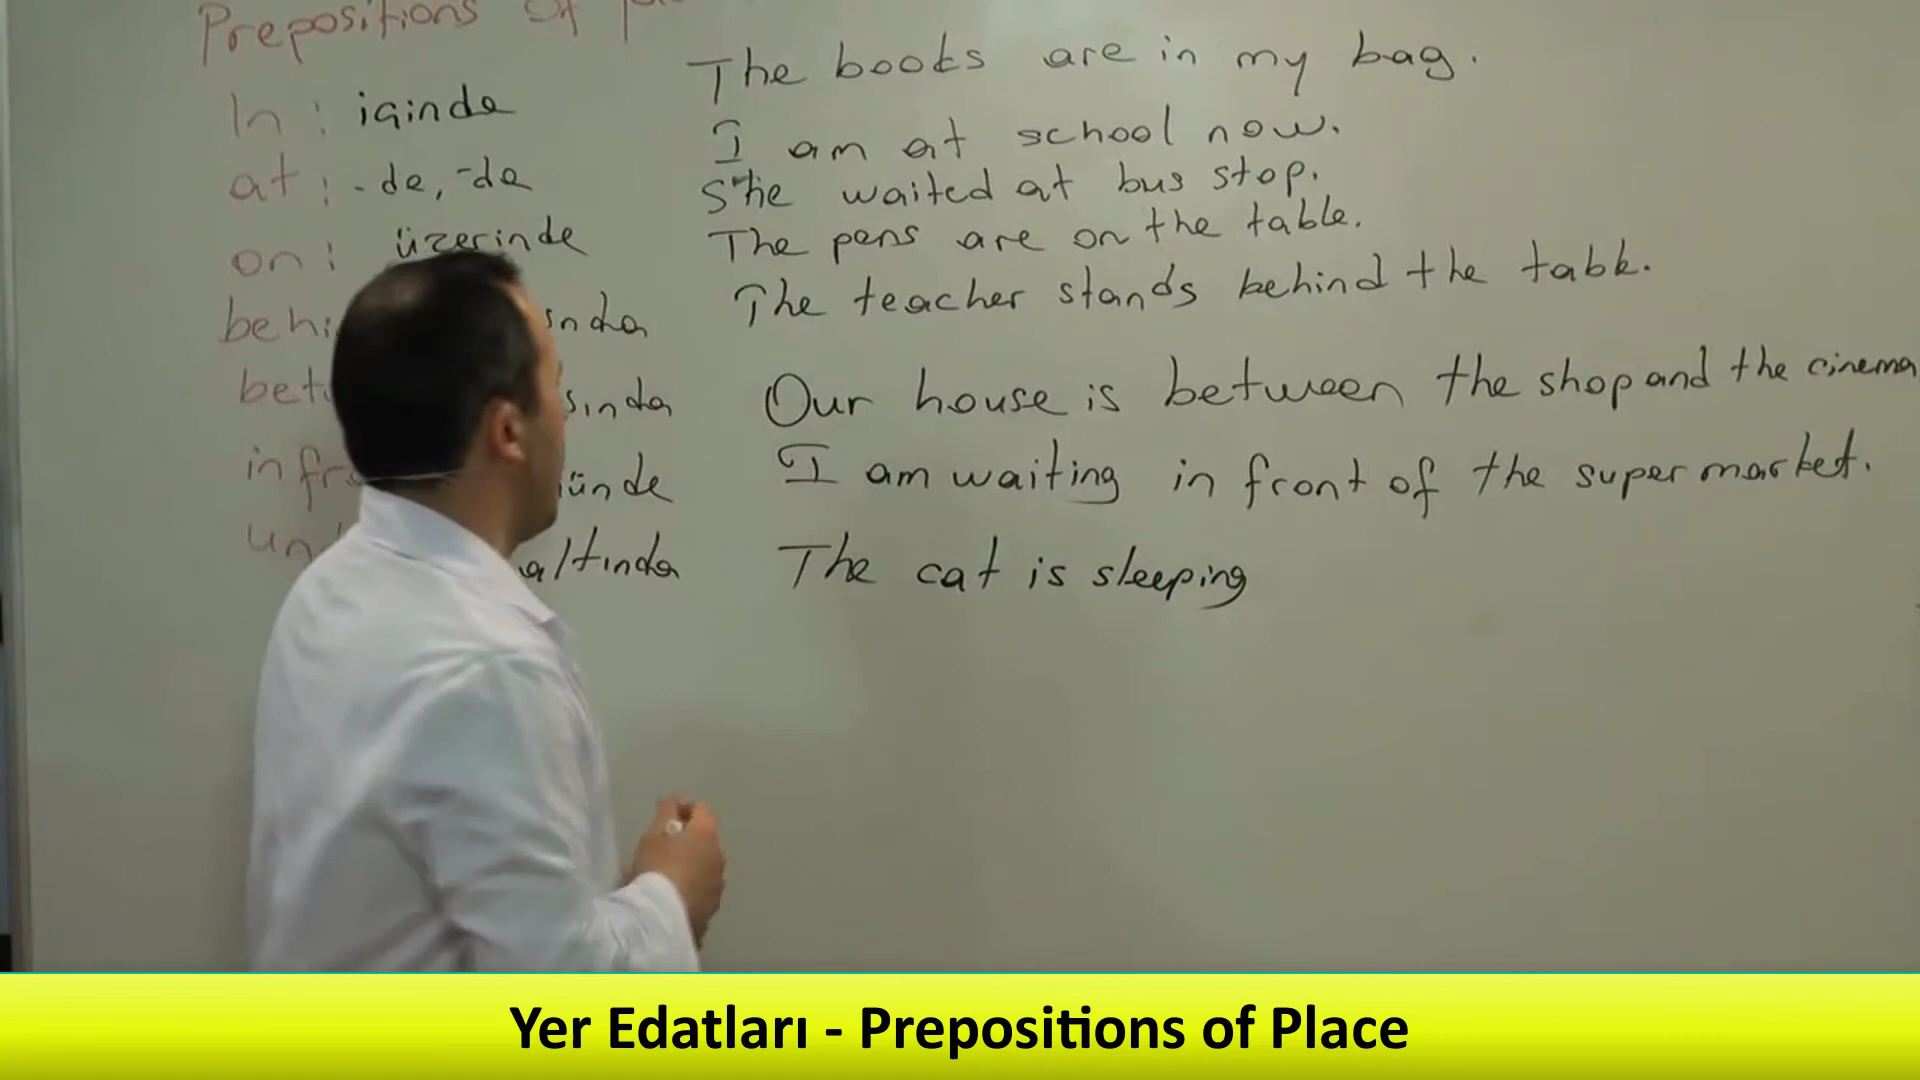 Prepositions of
In : içinde
The books are in my bag.
at : -de, -da
I am at school now.
She waited at bus stop.
on : üzerinde
The pens are on the table.
The teacher stands behind the table.
Our house is between the shop and the cinema
I am waiting in front of the supermarket.
altında
The cat is sleeping
Yer Edatları - Prepositions of Place